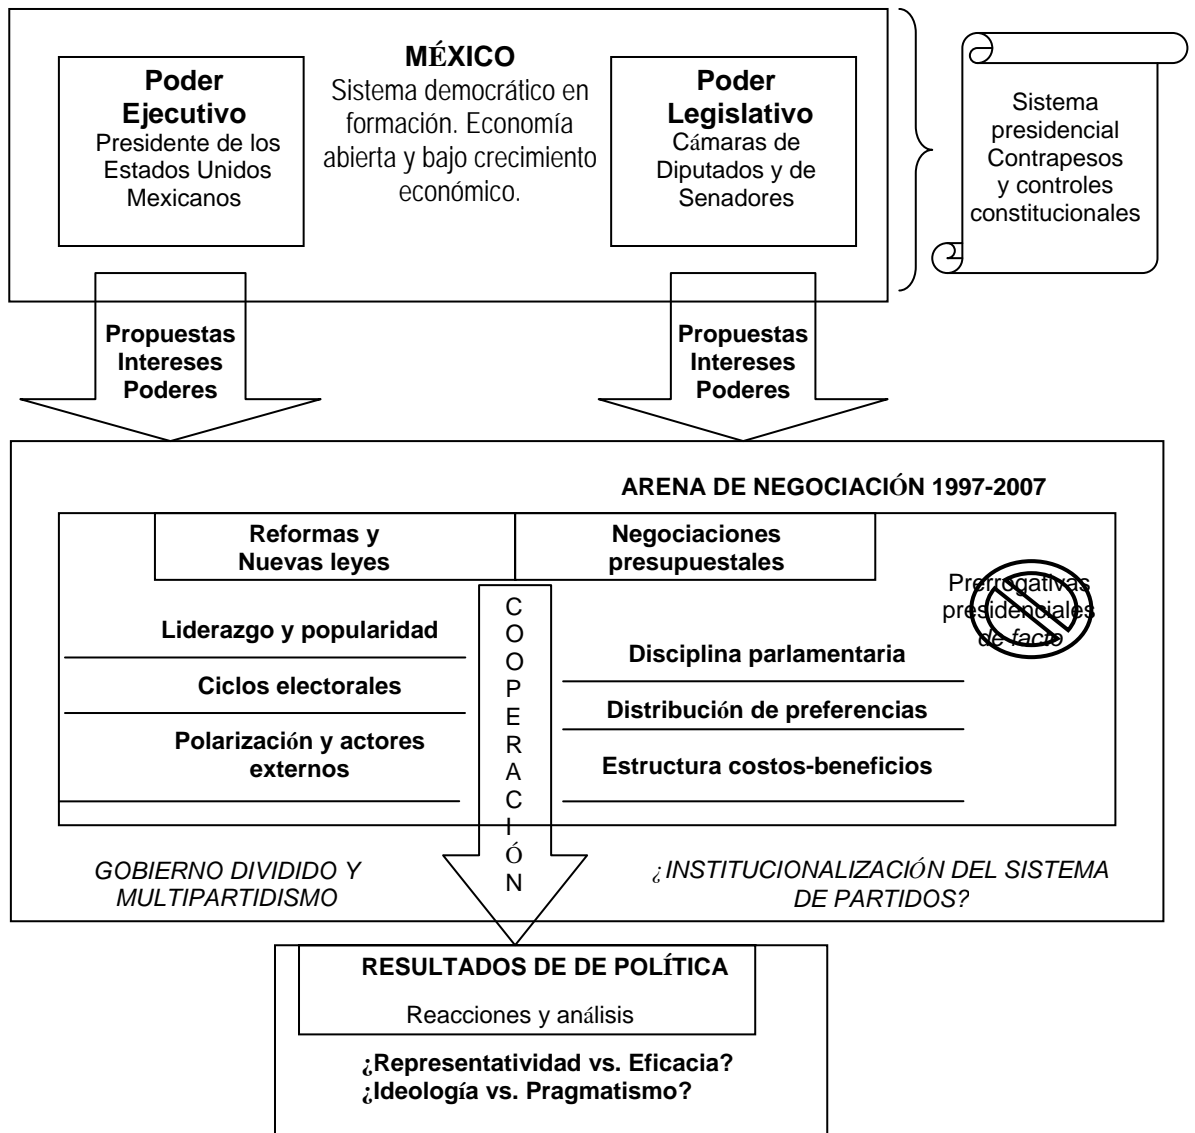 MÉXICO
Sistema democrático en
formación. Economía
abierta y bajo crecimiento
económico.
Poder
Ejecutivo
Presidente de los
Estados Unidos
Mexicanos
Poder
Legislativo
Cámaras de
Diputados y de
Senadores
Sistema
presidencial
Contrapesos
y controles
constitucionales
Propuestas
Intereses
Poderes
Propuestas
Intereses
Poderes
ARENA DE NEGOCIACIÓN 1997-2007
Reformas y
Nuevas leyes
Negociaciones
presupuestales
Prerrogativas
presidenciales
de facto
Liderazgo y popularidad
Ciclos electorales
Polarización y actores
externos
COOPERACIÓN
Disciplina parlamentaria
Distribución de preferencias
Estructura costos-beneficios
GOBIERNO DIVIDIDO Y
MULTIPARTIDISMO
¿INSTITUCIONALIZACIÓN DEL SISTEMA
DE PARTIDOS?
RESULTADOS DE DE POLÍTICA
Reacciones y análisis
¿Representatividad vs. Eficacia?
¿Ideología vs. Pragmatismo?